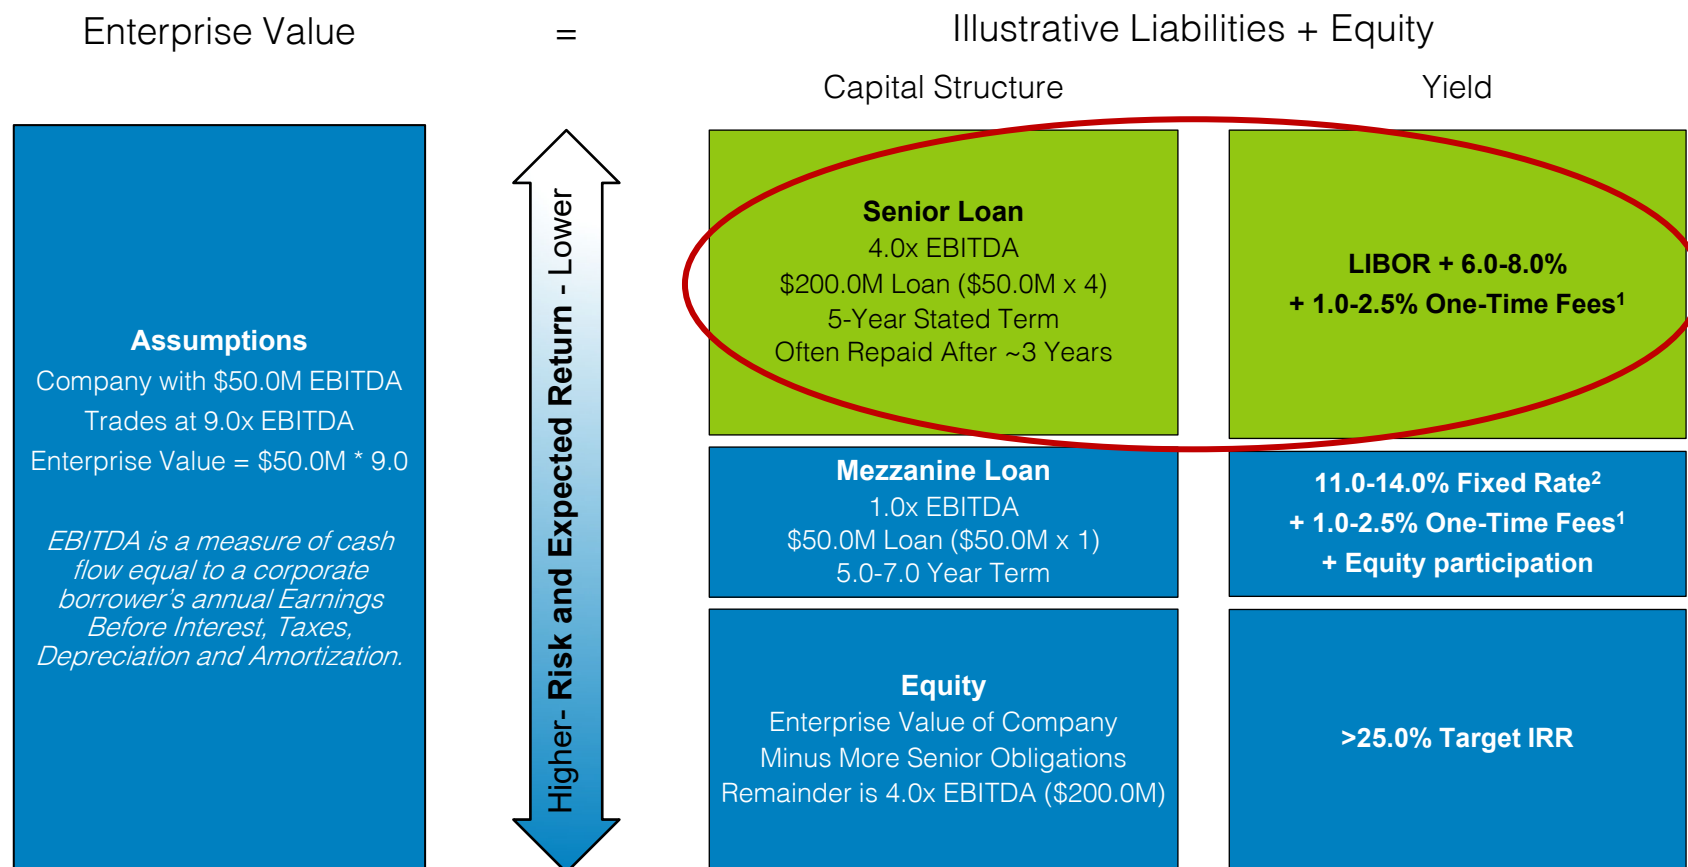 Enterprise Value
=
Illustrative Liabilities + Equity
Capital Structure
Yield
Assumptions
Company with $50.0M EBITDA
Trades at 9.0x EBITDA
Enterprise Value = $50.0M * 9.0
EBITDA is a measure of cash
flow equal to a corporate
borrower’s annual Earnings
Before Interest, Taxes,
Depreciation and Amortization.
Higher- Risk and Expected Return - Lower
Senior Loan
4.0x EBITDA
$200.0M Loan ($50.0M x 4)
5-Year Stated Term
Often Repaid After ~3 Years
LIBOR + 6.0-8.0%
+ 1.0-2.5% One-Time Fees¹
Mezzanine Loan
1.0x EBITDA
$50.0M Loan ($50.0M x 1)
5.0-7.0 Year Term
11.0-14.0% Fixed Rate²
+ 1.0-2.5% One-Time Fees¹
+ Equity participation
Equity
Enterprise Value of Company
Minus More Senior Obligations
Remainder is 4.0x EBITDA ($200.0M)
>25.0% Target IRR